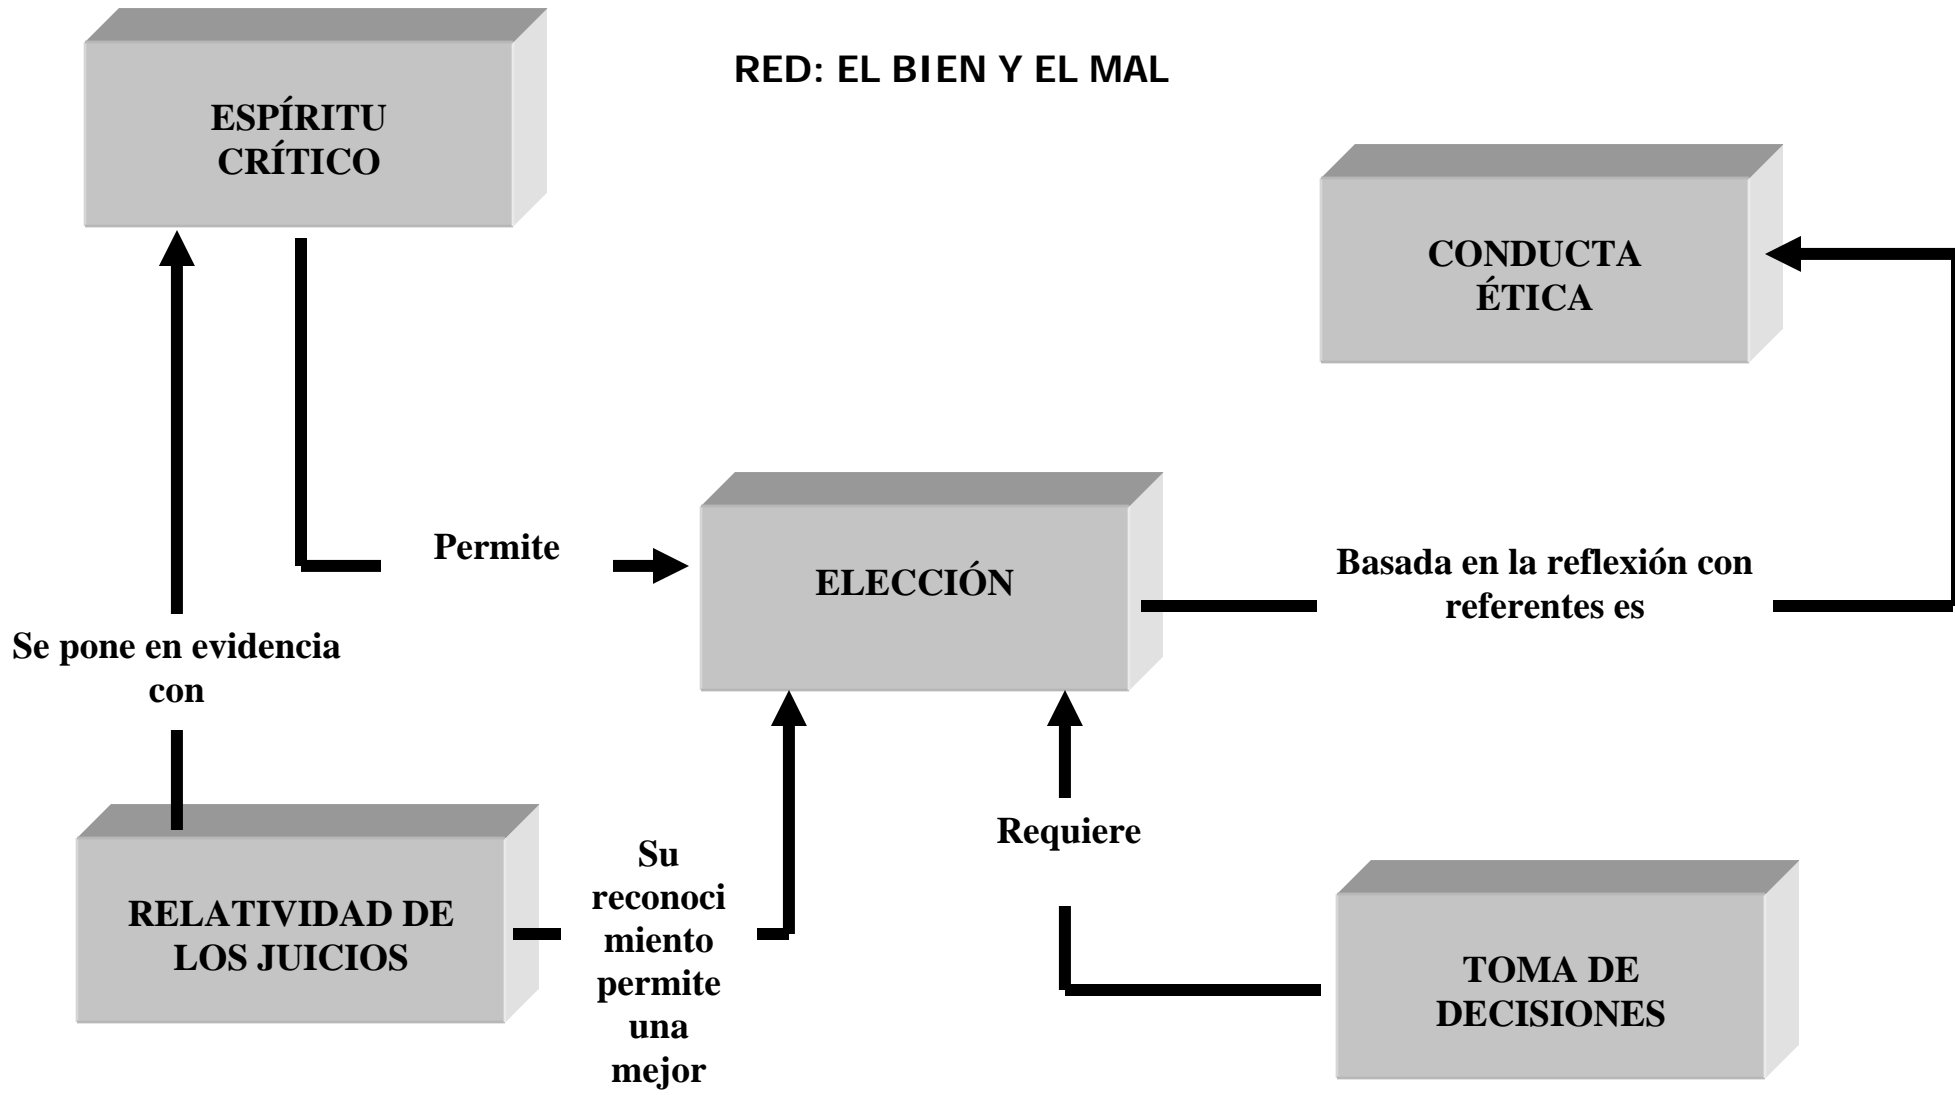 RED: EL BIEN Y EL MAL
ESPÍRITU
CRÍTICO
CONDUCTA
ÉTICA
Permite
ELECCIÓN
Basada en la reflexión con
referentes es
Se pone en evidencia
con
Requiere
Su
reconoci
miento
permite
una
mejor
RELATIVIDAD DE
LOS JUICIOS
TOMA DE
DECISIONES